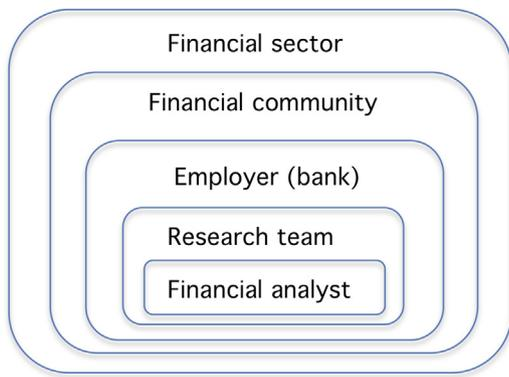 Financial sector
Financial community
Employer (bank)
Research team
Financial analyst